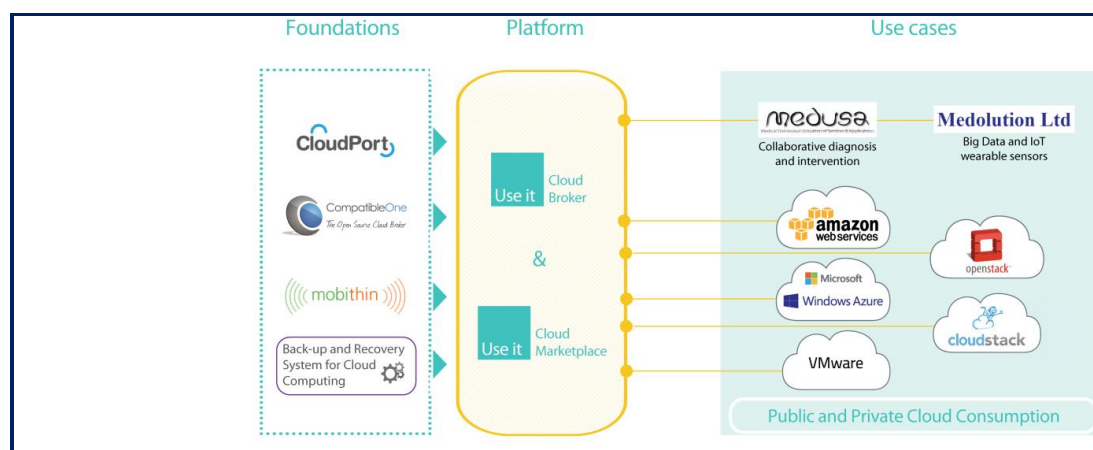 Foundations
Platform
Use cases
CloudPort
CompatibleOne
The Open Source Cloud Broker
mobithin
Back-up and Recovery
System for Cloud
Computing
Use it
Cloud
Broker
&
Use it
Cloud
Marketplace
medusa
Collaborative diagnosis
and intervention
Medolution Ltd
Big Data and IoT
wearable sensors
amazon
webservices
openstack
Microsoft
Windows Azure
cloudstack
VMware
Public and Private Cloud Consumption